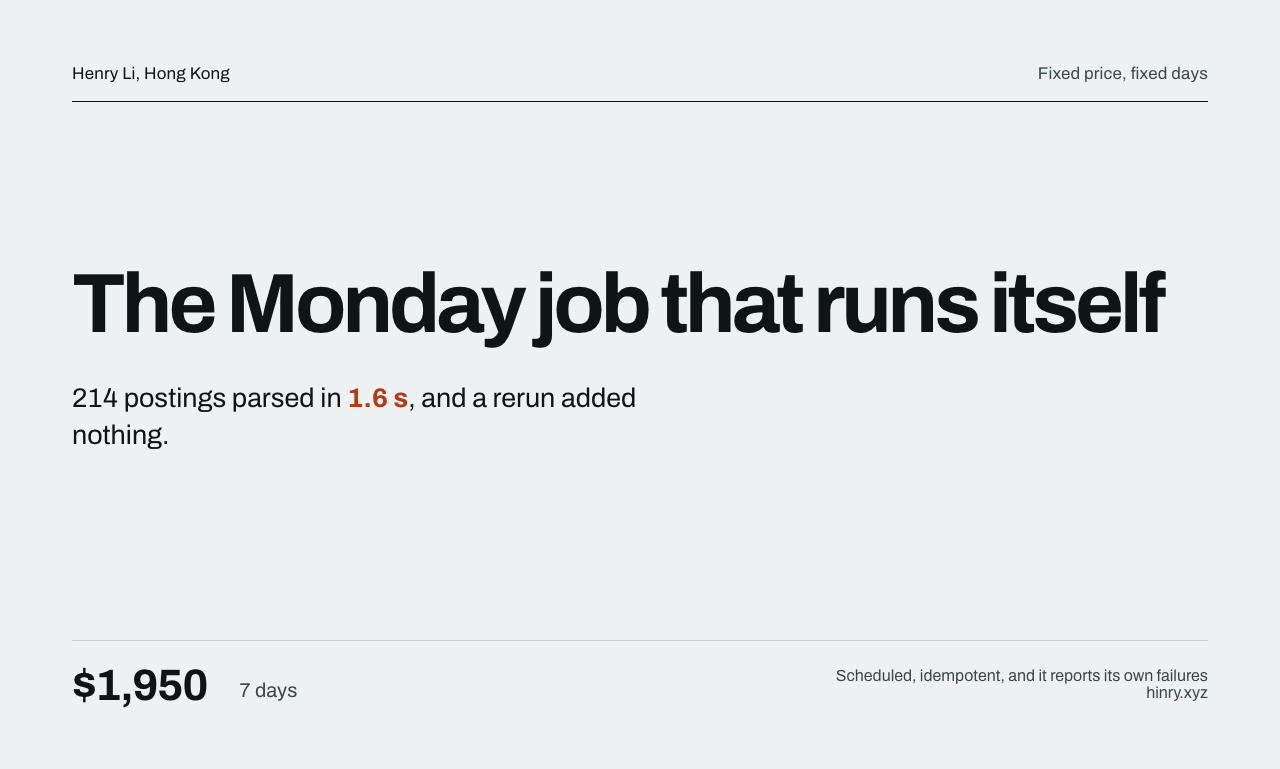 Henry Li, Hong Kong
Fixed price, fixed days
The Monday job that runs itself
214 postings parsed in 1.6 s, and a rerun added
nothing.
$1,950
7 days
Scheduled, idempotent, and it reports its own failures
hinry.xyz